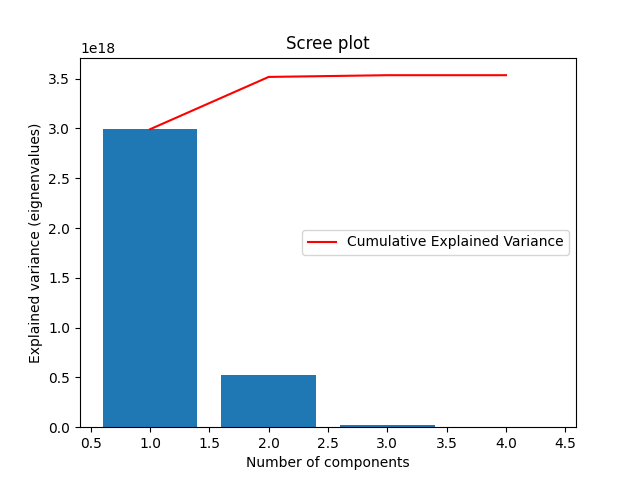 Scree plot
1e18
3.5
3.0
2.5
2.0
1.5
1.0
0.5
0.0
Explained variance (eignenvalues)
Cumulative Explained Variance
0.5 1.0 1.5 2.0 2.5 3.0 3.5 4.0 4.5
Number of components